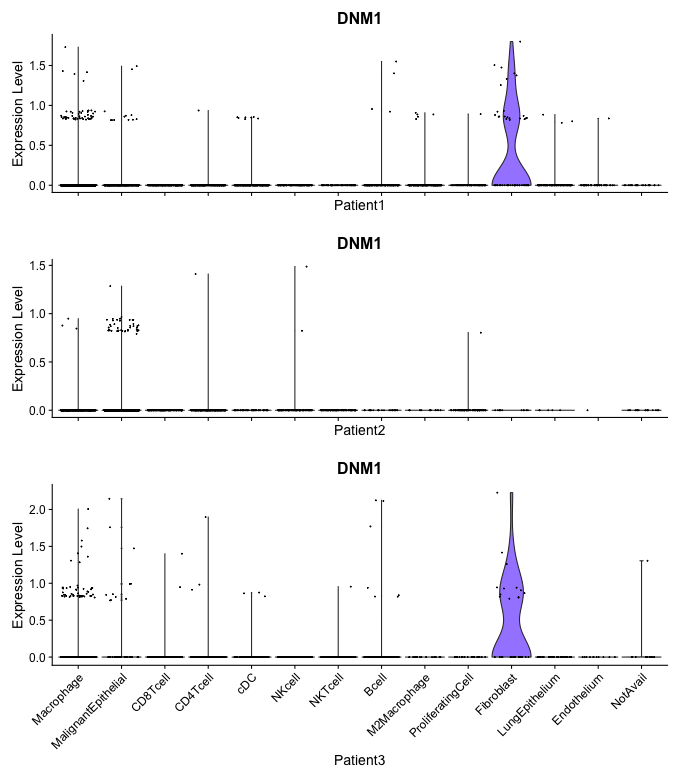 DNM1
Expression Level
1.5
1.0
0.5
0.0
Patient1
DNM1
Expression Level
1.5
1.0
0.5
0.0
Patient2
DNM1
Expression Level
2.0
1.5
1.0
0.5
0.0
Macrophage
MalignantEpithelial
CD8Tcell
CD4Tcell
cDC
NKcell
NKTcell
Bcell
M2Macrophage
ProliferatingCell
Fibroblast
LungEpithelium
Endothelium
NotAvail
Patient3